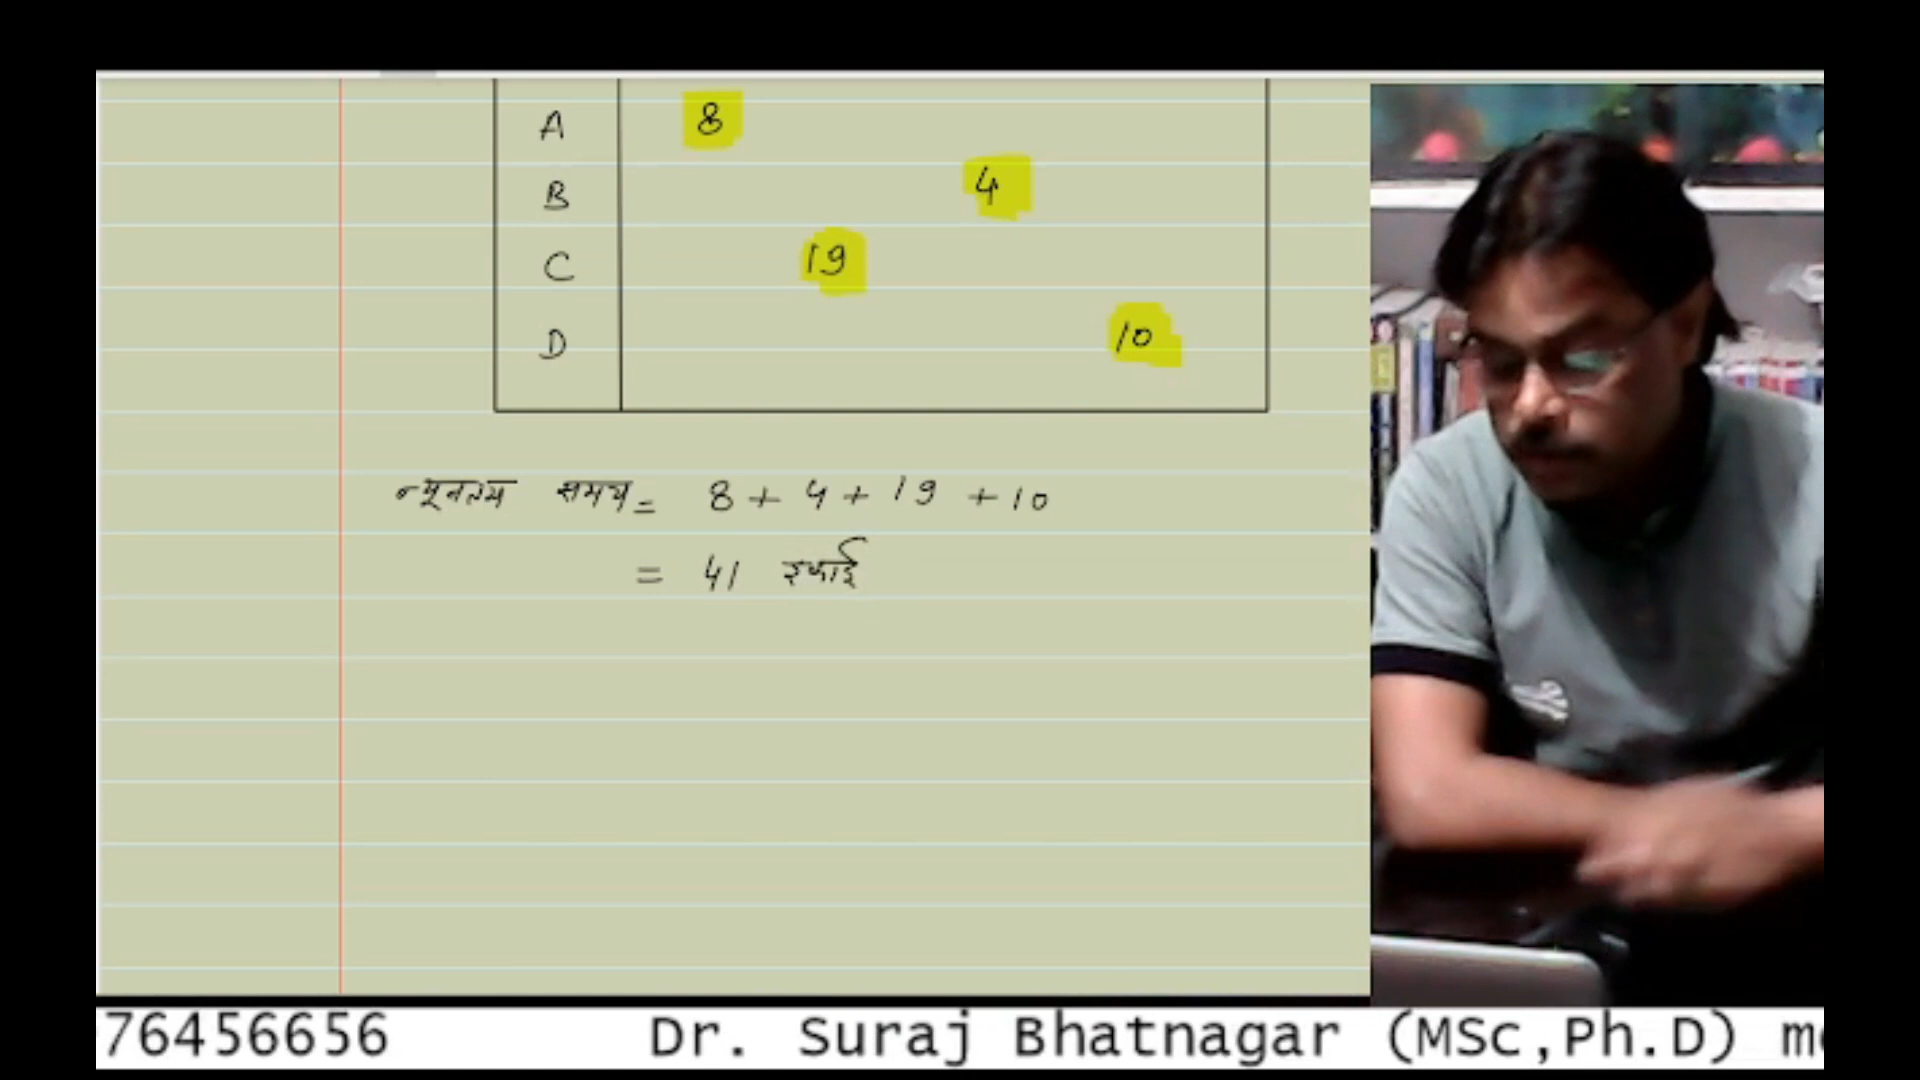 A 8
B 4
C 19
D 10
न्यूनतम समय = 8 + 4 + 19 + 10
= 41 इकाई
76456656 Dr. Suraj Bhatnagar (MSc,Ph.D) m